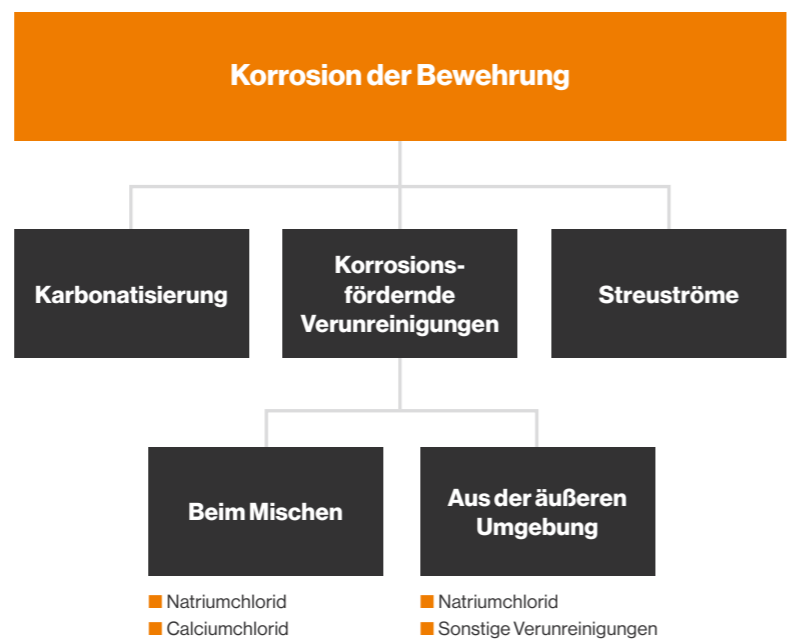 Korrosion der Bewehrung
Karbonatisierung
Korrosions-
fördernde
Verunreinigungen
Streuströme
Beim Mischen
Aus der äußeren
Umgebung
Natriumchlorid
Calciumchlorid
Natriumchlorid
Sonstige Verunreinigungen